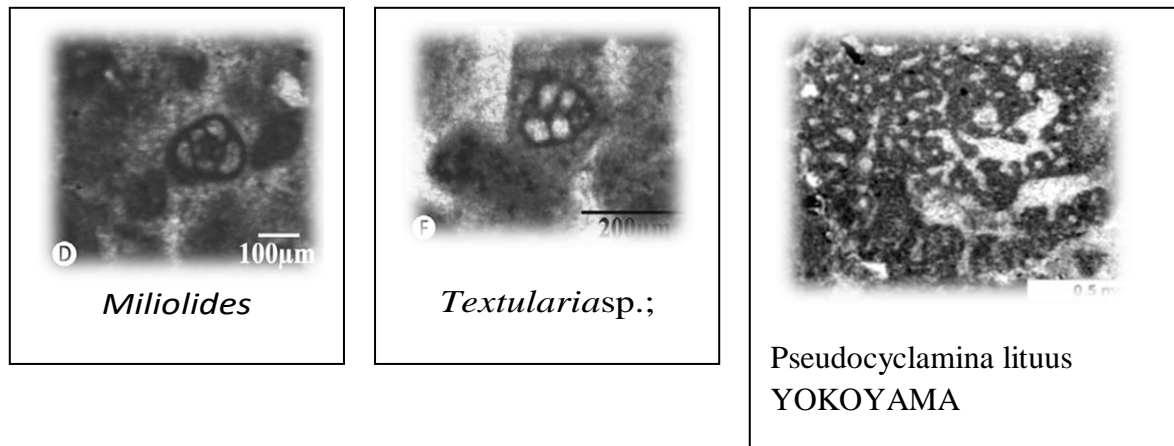 D
100µm
Miliolides
F
200µm
Textulariasp.;
0.5 m
Pseudocyclamina lituus
YOKOYAMA